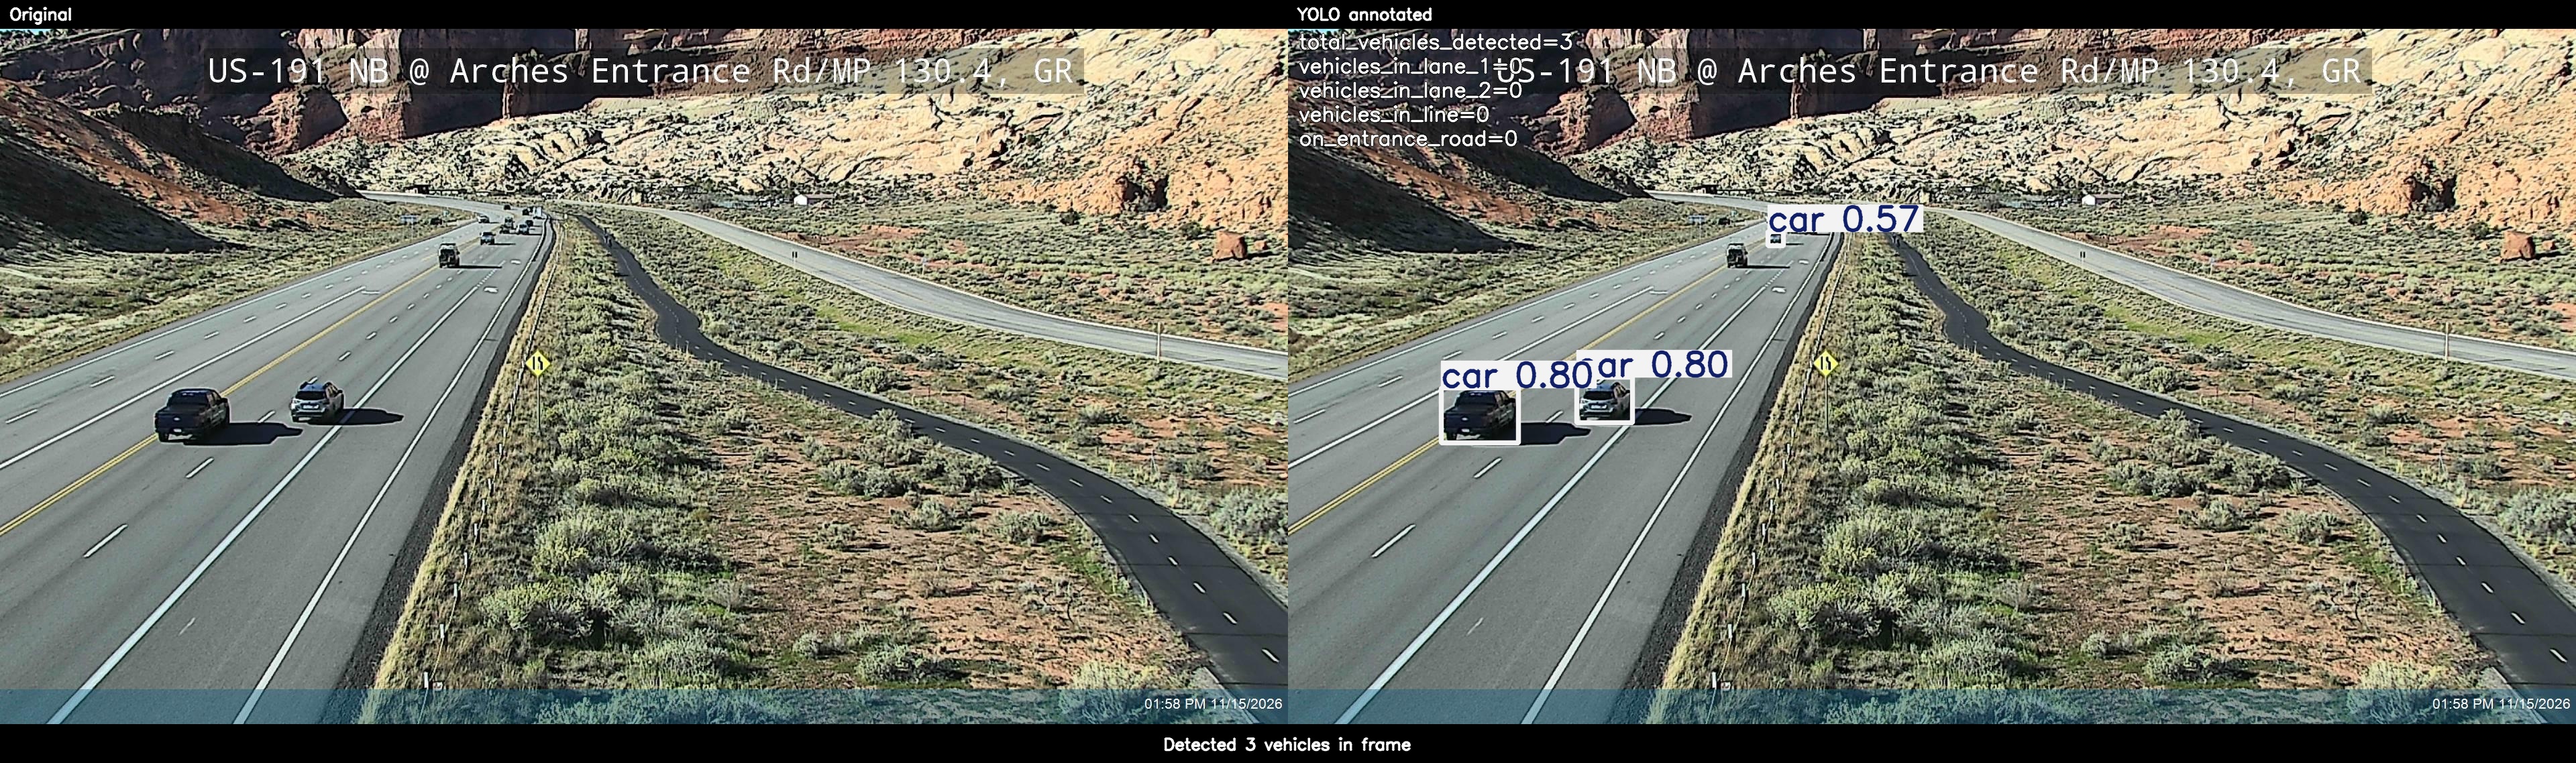 Original
US-191 NB @ Arches Entrance Rd/MP 130.4, GR
01:58 PM 11/15/2026
YOLO annotated
total_vehicles_detected=3
vehicles_in_lane_1=0
US-191 NB @ Arches Entrance Rd/MP 130.4, GR
vehicles_in_lane_2=0
vehicles_in_line=0
on_entrance_road=0
car 0.57
car 0.80
car 0.80
01:58 PM 11/15/2026
Detected 3 vehicles in frame